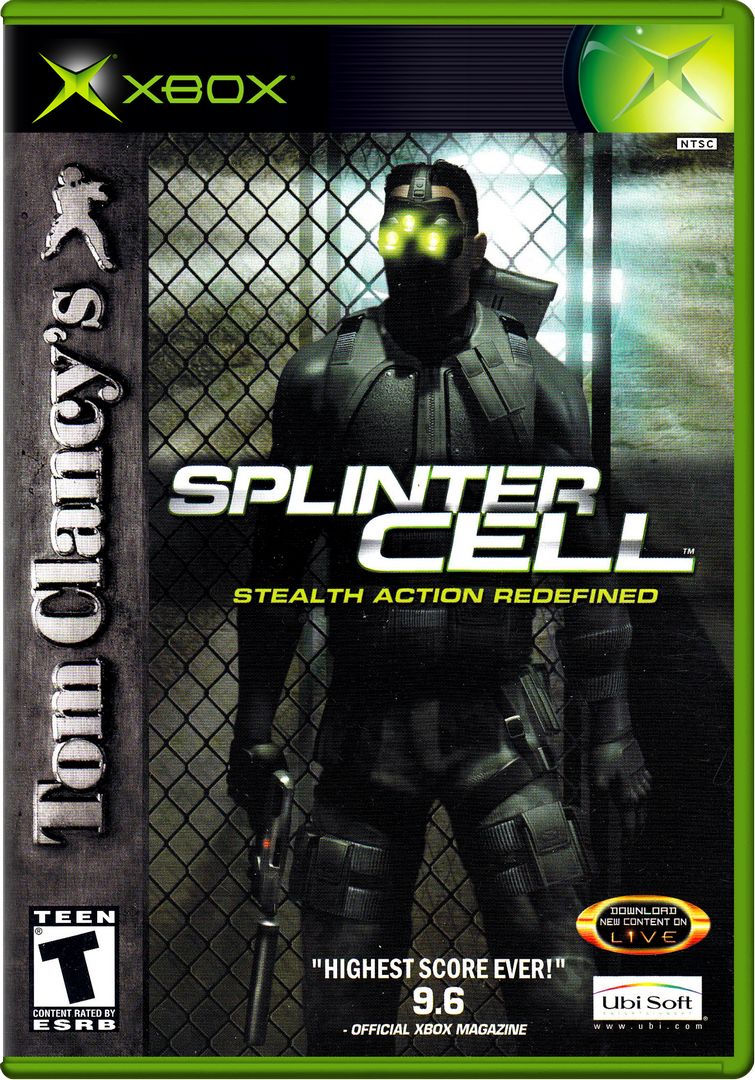 XBOX
NTSC
Tom Clancy's
SPLINTER
CELL™
STEALTH ACTION REDEFINED
TEEN
T
®
CONTENT RATED BY
ESRB
"HIGHEST SCORE EVER!"
9.6
- OFFICIAL XBOX MAGAZINE
DOWNLOAD
NEW CONTENT ON
LIVE
Ubi Soft
www.ubi.com